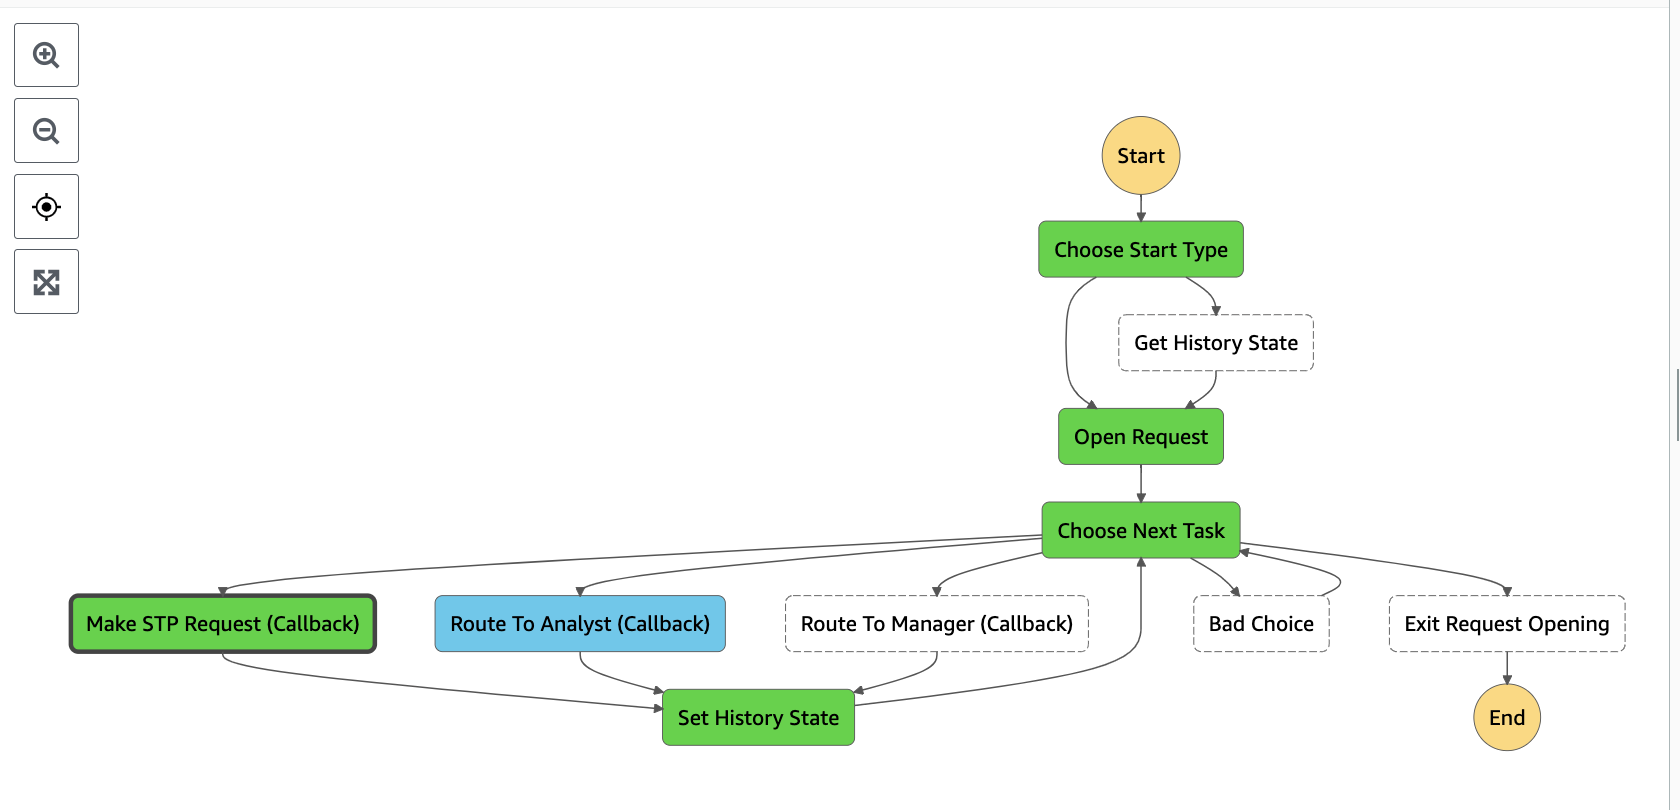 Start
Choose Start Type
Get History State
Open Request
Choose Next Task
Make STP Request (Callback)
Route To Analyst (Callback)
Route To Manager (Callback)
Bad Choice
Exit Request Opening
Set History State
End